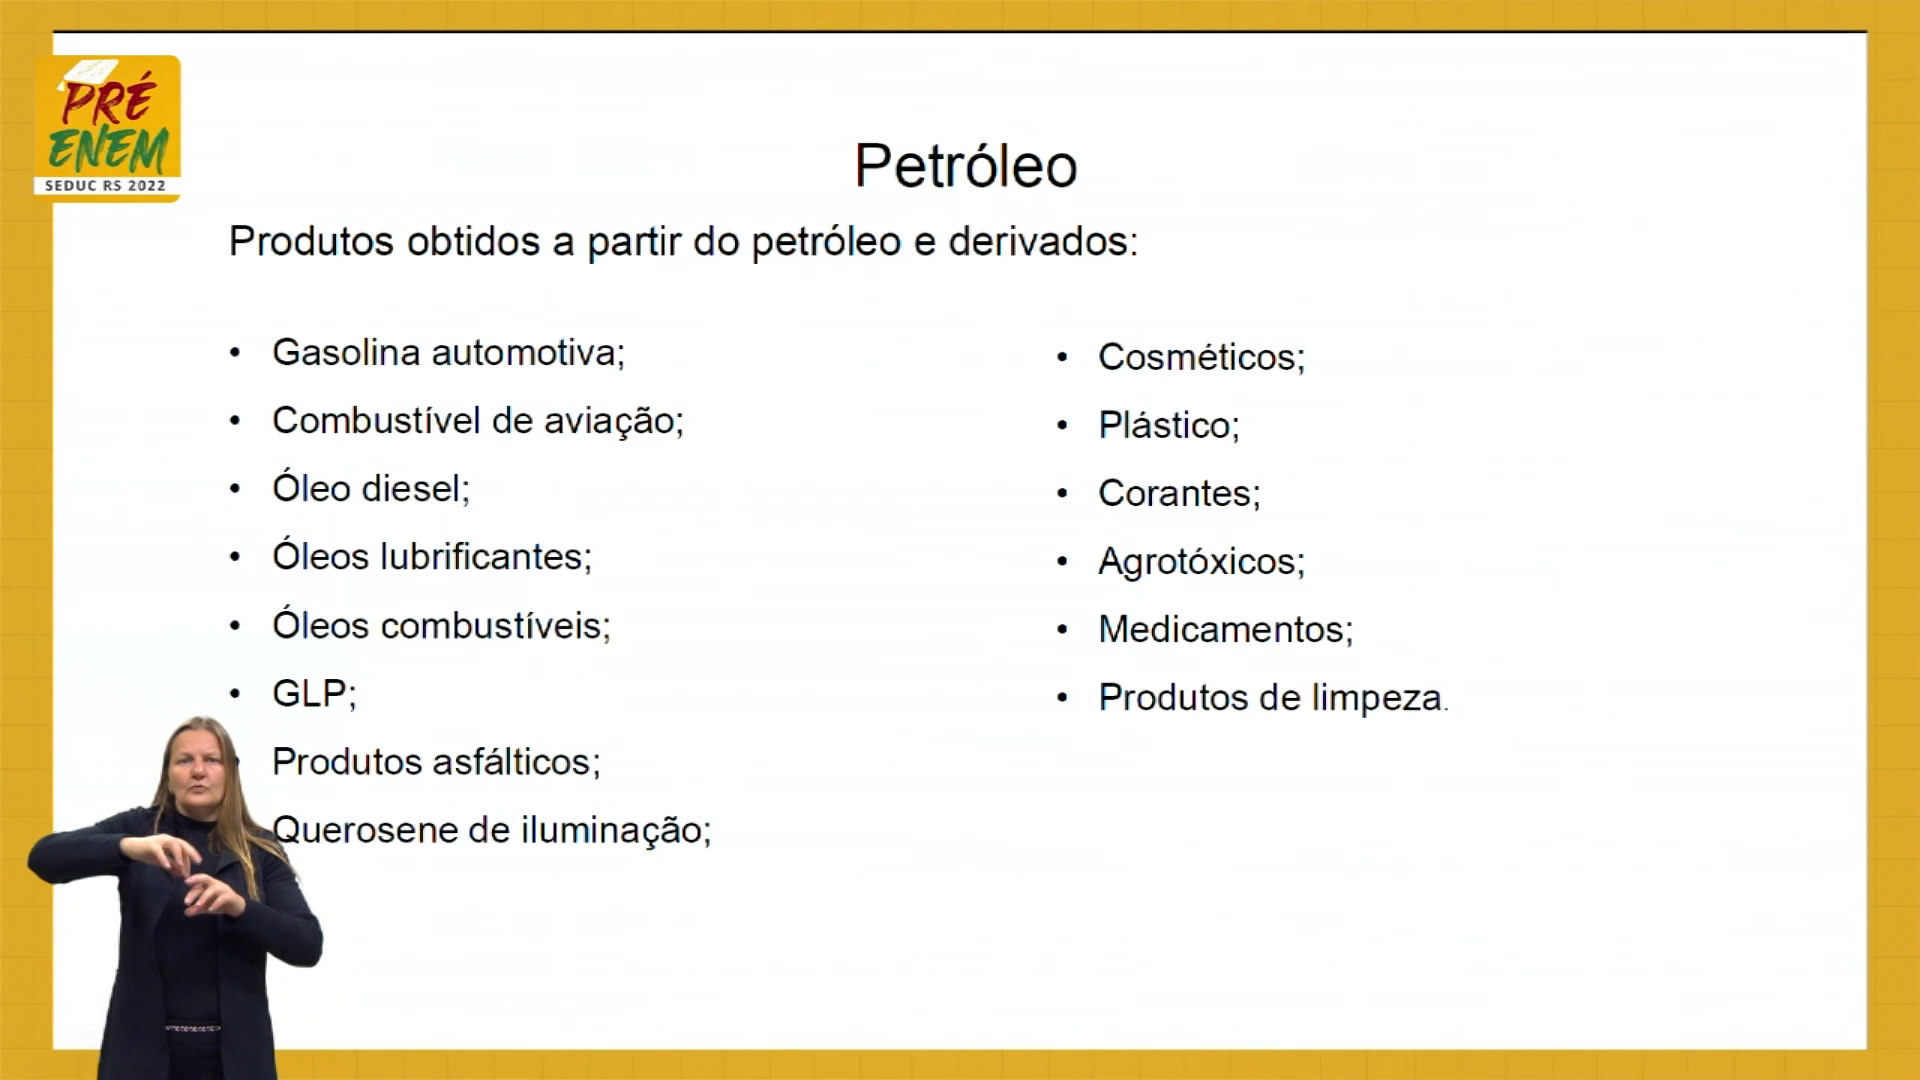 PRÉ
ENEM
SEDUC RS 2022
Petróleo
Produtos obtidos a partir do petróleo e derivados:
• Gasolina automotiva;
• Combustível de aviação;
• Óleo diesel;
• Óleos lubrificantes;
• Óleos combustíveis;
• GLP;
Produtos asfálticos;
Querosene de iluminação;
• Cosméticos;
• Plástico;
• Corantes;
• Agrotóxicos;
• Medicamentos;
• Produtos de limpeza.